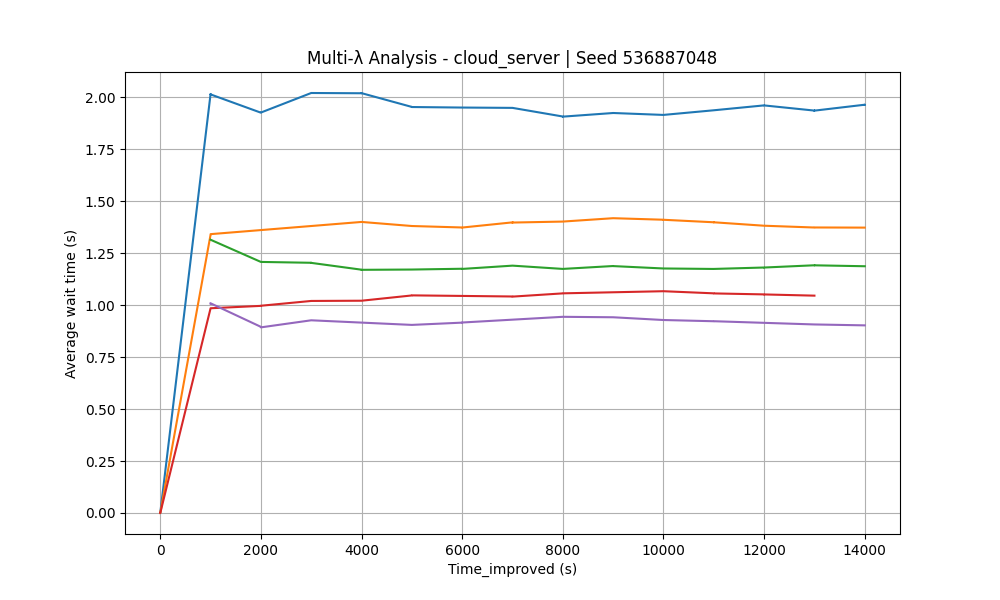 Multi-λ Analysis - cloud_server | Seed 536887048
Average wait time (s)
2.00
1.75
1.50
1.25
1.00
0.75
0.50
0.25
0.00
0 2000 4000 6000 8000 10000 12000 14000
Time_improved (s)